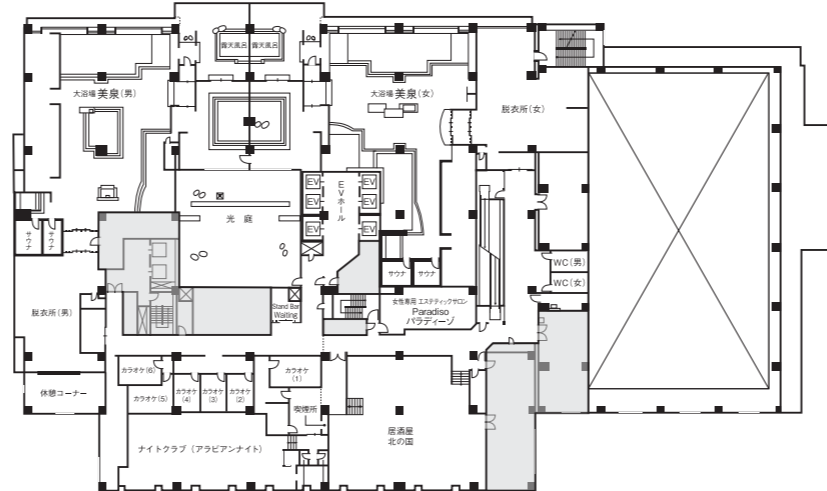 露天風呂
露天風呂
大浴場 美泉(男)
大浴場 美泉(女)
脱衣所(女)
EV
EV
EV
EV
EV
EV
EVホール
光庭
サウナ
サウナ
サウナ
サウナ
WC(男)
WC(女)
脱衣所(男)
Stand Bar
Waiting
女性専用 エステティックサロン
Paradiso
パラディーゾ
カラオケ(6)
カラオケ
(1)
カラオケ(5)
カラオケ
(4)
カラオケ
(3)
カラオケ
(2)
休憩コーナー
喫煙所
ナイトクラブ(アラビアンナイト)
居酒屋
北の国